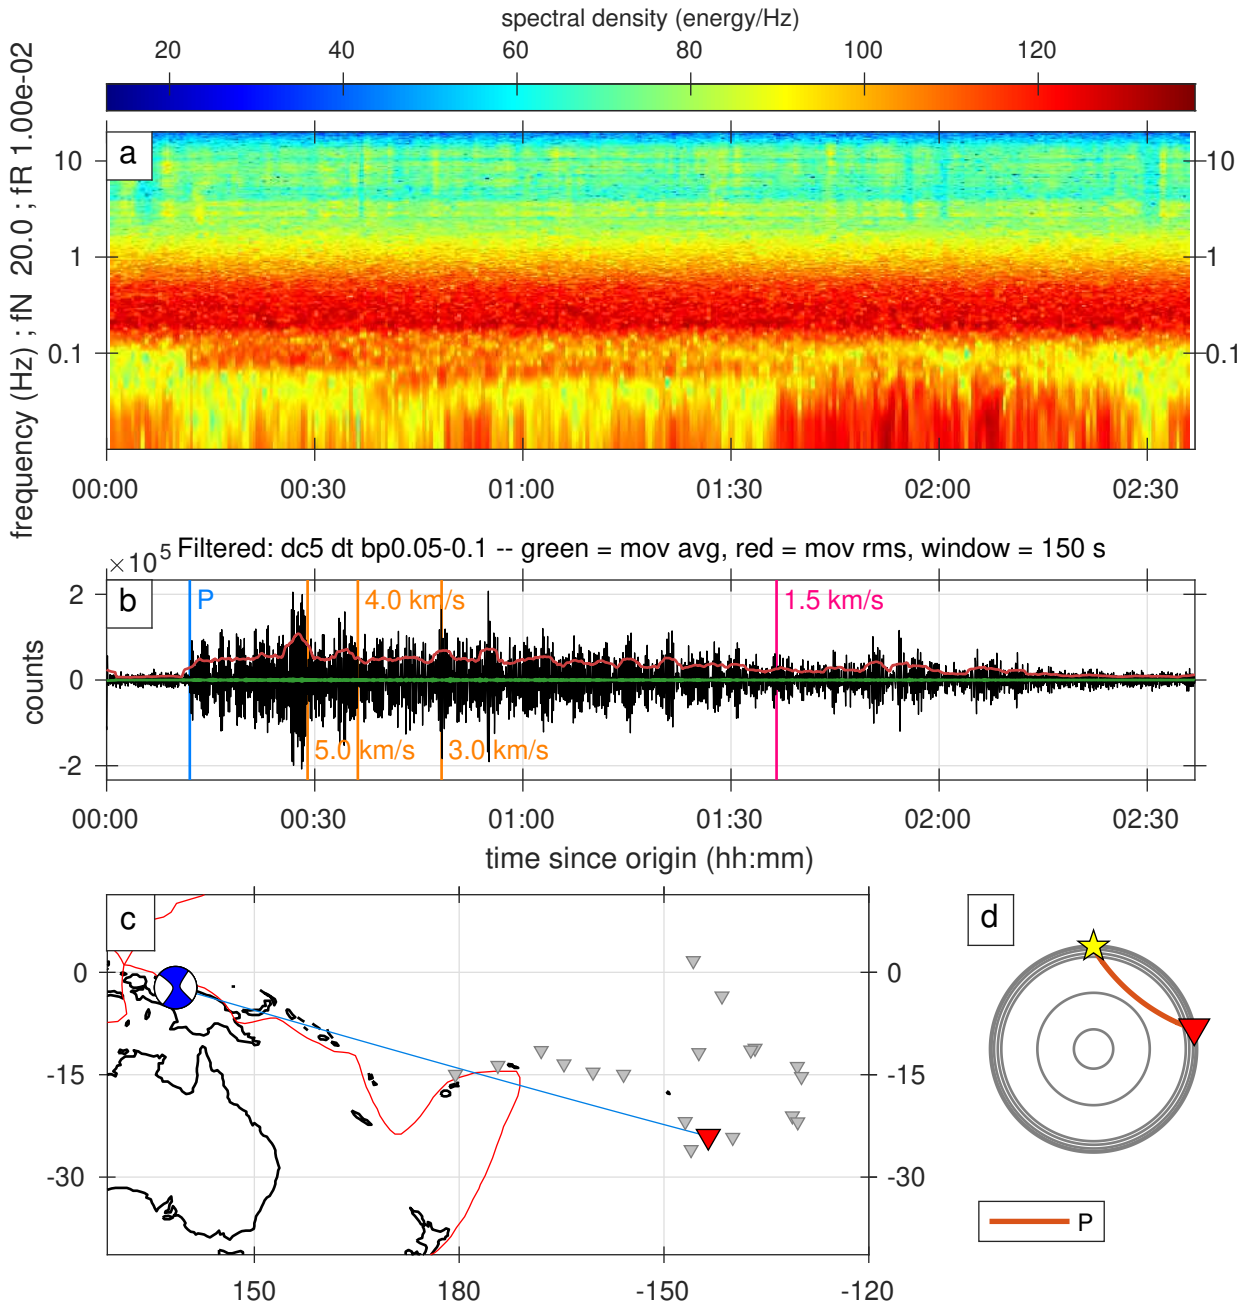 spectral density (energy/Hz)
20 40 60 80 100 120
frequency (Hz) ; fN 20.0 ; fR 1.00e-02
a
10 10
1 1
0.1 0.1
00:00 00:30 01:00 01:30 02:00 02:30
×10^5 Filtered: dc5 dt bp0.05-0.1 -- green = mov avg, red = mov rms, window = 150 s
b
P 4.0 km/s 1.5 km/s
5.0 km/s 3.0 km/s
counts
2
0
-2
00:00 00:30 01:00 01:30 02:00 02:30
time since origin (hh:mm)
c
0 0
-15 -15
-30 -30
150 180 -150 -120
d
P